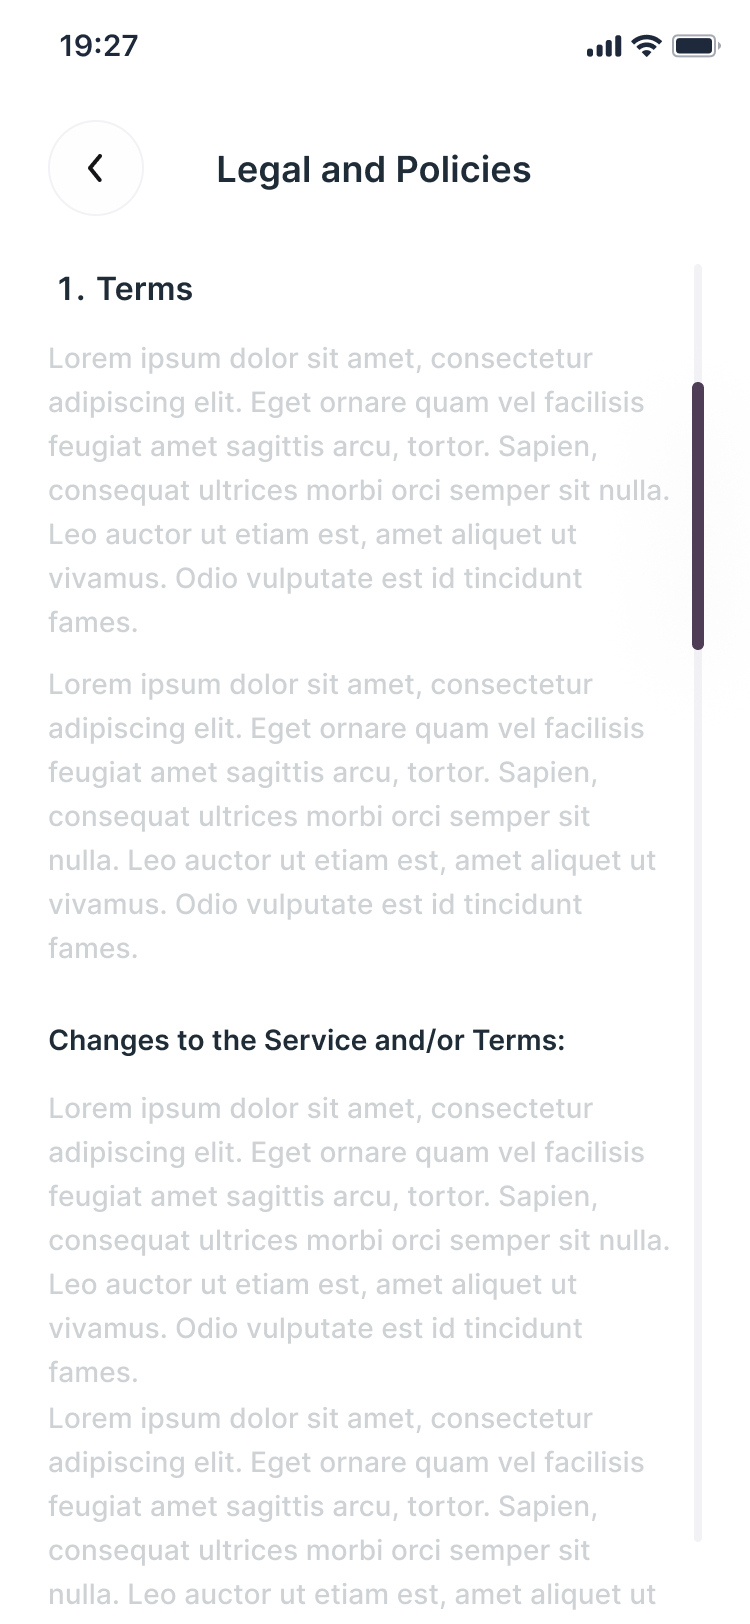 19:27
Legal and Policies
1. Terms
Lorem ipsum dolor sit amet, consectetur
adipiscing elit. Eget ornare quam vel facilisis
feugiat amet sagittis arcu, tortor. Sapien,
consequat ultrices morbi orci semper sit nulla.
Leo auctor ut etiam est, amet aliquet ut
vivamus. Odio vulputate est id tincidunt
fames.
Lorem ipsum dolor sit amet, consectetur
adipiscing elit. Eget ornare quam vel facilisis
feugiat amet sagittis arcu, tortor. Sapien,
consequat ultrices morbi orci semper sit
nulla. Leo auctor ut etiam est, amet aliquet ut
vivamus. Odio vulputate est id tincidunt
fames.
Changes to the Service and/or Terms:
Lorem ipsum dolor sit amet, consectetur
adipiscing elit. Eget ornare quam vel facilisis
feugiat amet sagittis arcu, tortor. Sapien,
consequat ultrices morbi orci semper sit nulla.
Leo auctor ut etiam est, amet aliquet ut
vivamus. Odio vulputate est id tincidunt
fames.
Lorem ipsum dolor sit amet, consectetur
adipiscing elit. Eget ornare quam vel facilisis
feugiat amet sagittis arcu, tortor. Sapien,
consequat ultrices morbi orci semper sit
nulla. Leo auctor ut etiam est, amet aliquet ut